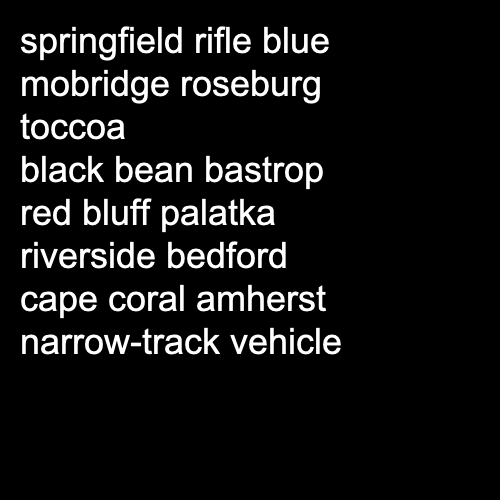 springfield rifle blue
mobridge roseburg
toccoa
black bean bastrop
red bluff palatka
riverside bedford
cape coral amherst
narrow-track vehicle